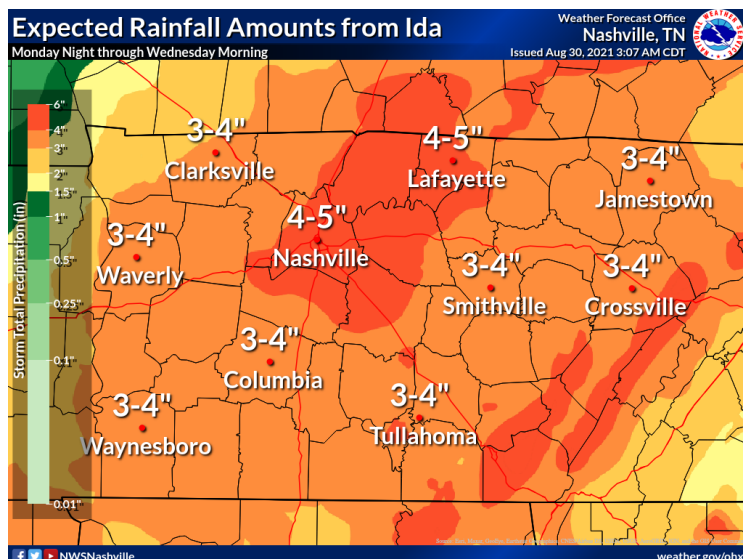 Expected Rainfall Amounts from Ida
Monday Night through Wednesday Morning
Weather Forecast Office
Nashville, TN
Issued Aug 30, 2021 3:07 AM CDT
NATIONAL WEATHER SERVICE
Storm Total Precipitation (in)
6"
4"
3"
2"
1.5"
1"
0.5"
0.25"
0.1"
0.01"
3-4"
Clarksville
4-5"
Lafayette
3-4"
Jamestown
4-5"
Nashville
3-4"
Waverly
3-4"
Smithville
3-4"
Crossville
3-4"
Columbia
3-4"
Waynesboro
3-4"
Tullahoma
NWSNashville
weather.gov/ohx